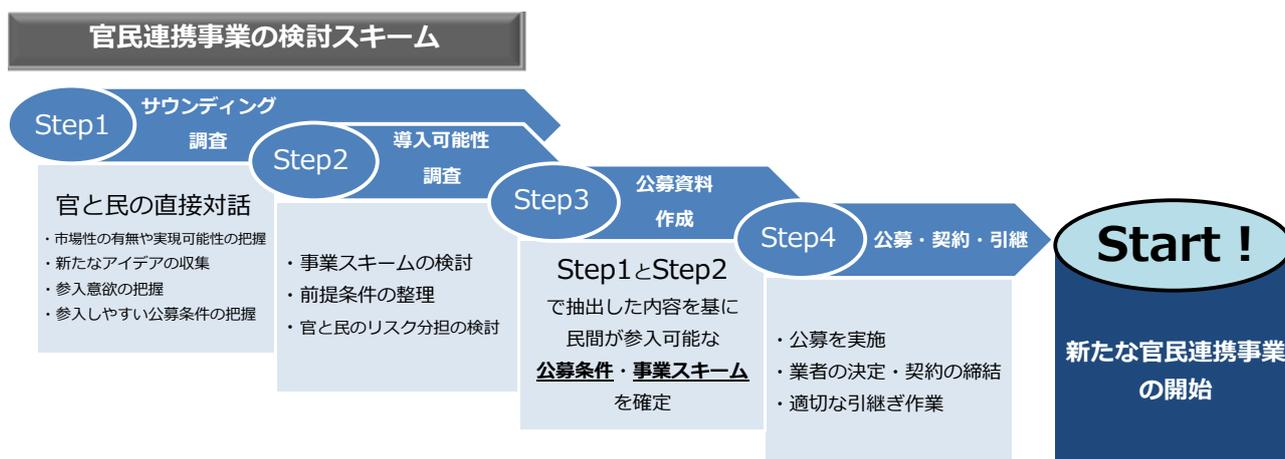 官民連携事業の検討スキーム
Step1
サウンディング
調査
官と民の直接対話
・市場性の有無や実現可能性の把握
・新たなアイデアの収集
・参入意欲の把握
・参入しやすい公募条件の把握
Step2
導入可能性
調査
・事業スキームの検討
・前提条件の整理
・官と民のリスク分担の検討
Step3
公募資料
作成
Step1とStep2
で抽出した内容を基に
民間が参入可能な
公募条件・事業スキーム
を確定
Step4
公募・契約・引継
・公募を実施
・業者の決定・契約の締結
・適切な引継ぎ作業
Start！
新たな官民連携事業
の開始